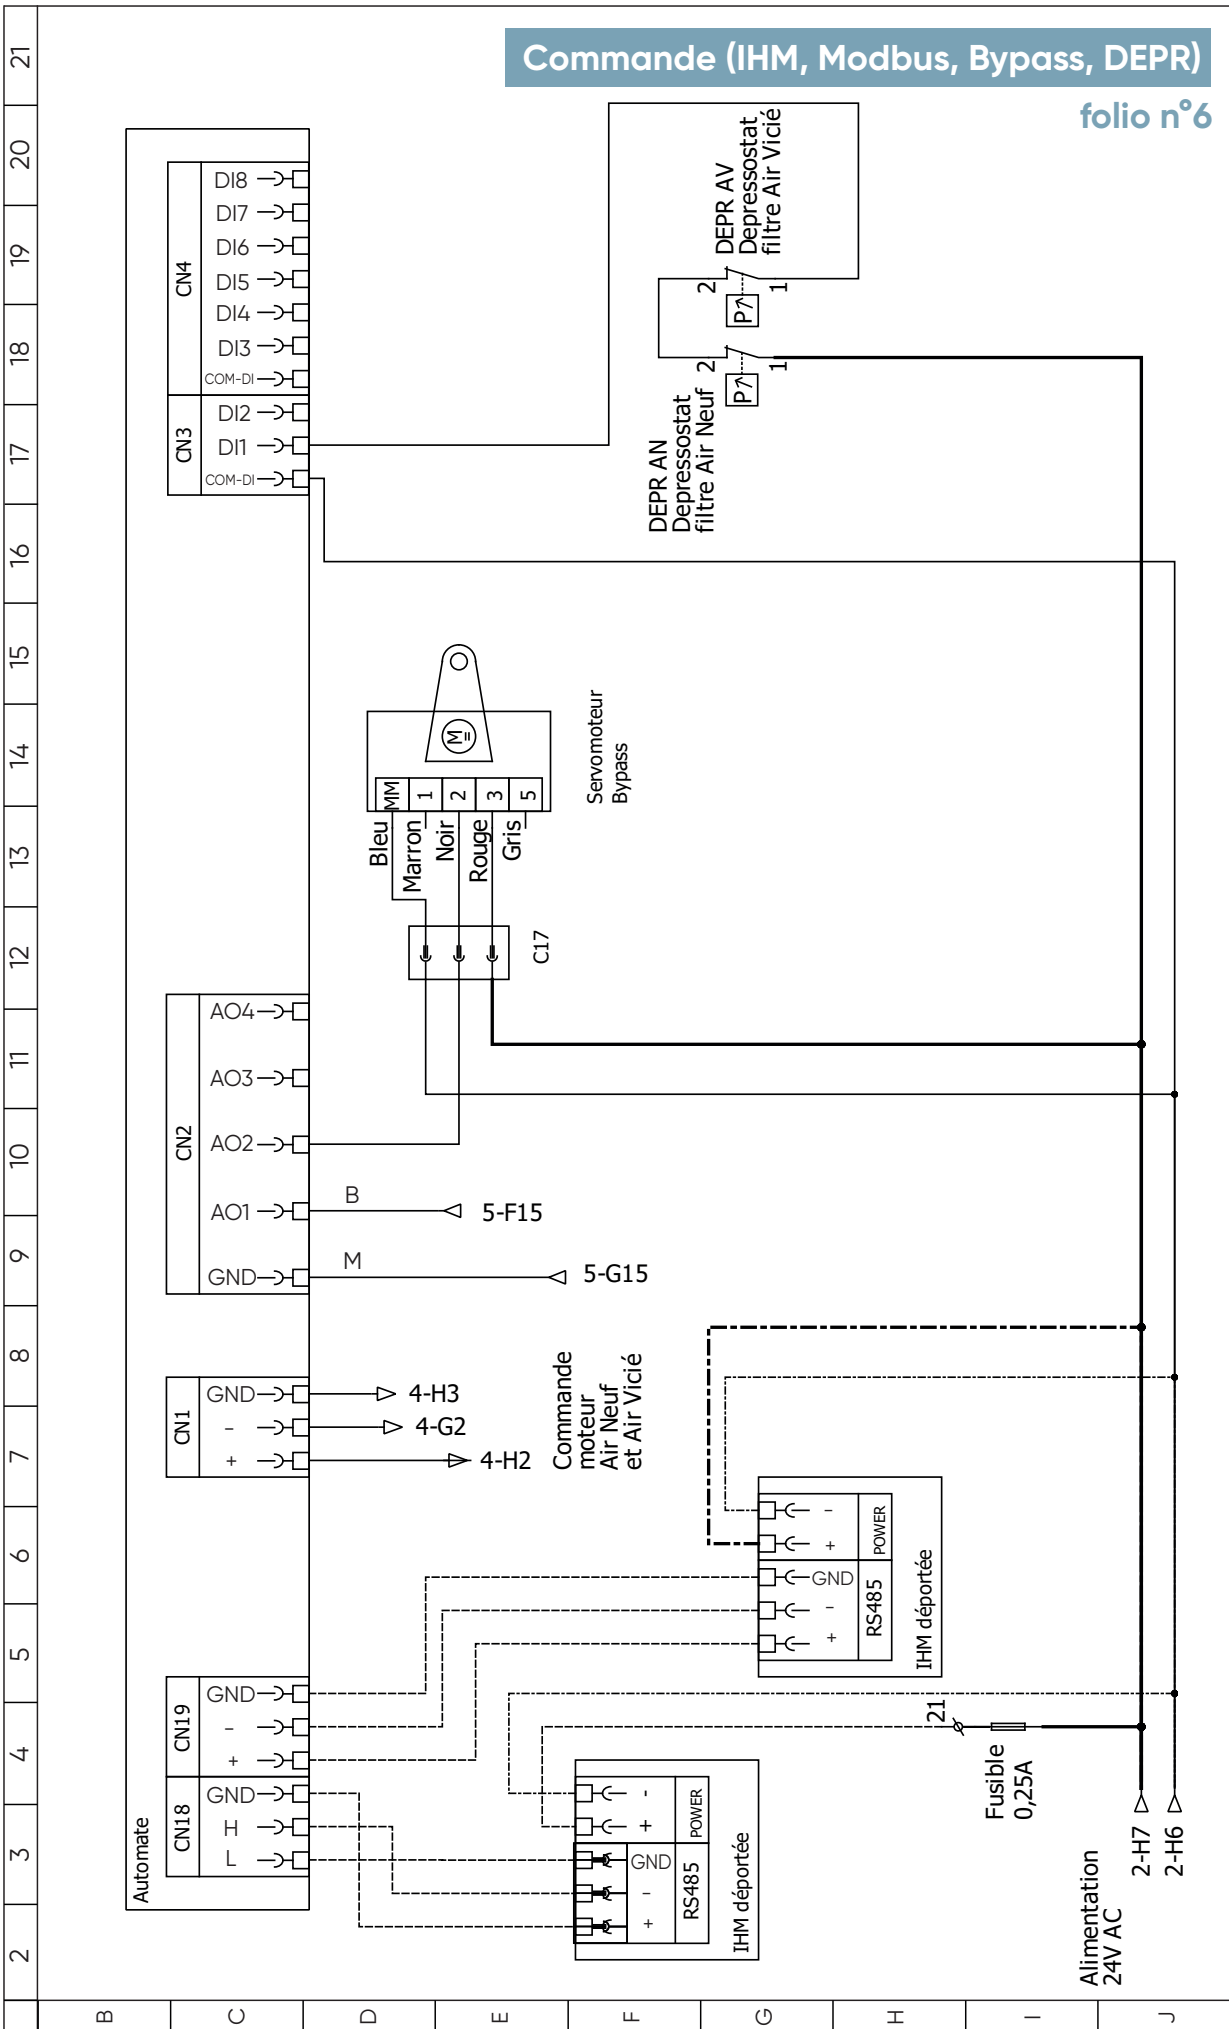 Commande (IHM, Modbus, Bypass, DEPR)
folio n°6
21
20
19
18
17
16
15
14
13
12
11
10
9
8
7
6
5
4
3
2
B
C
D
E
F
G
H
I
J
Automate
CN4
DI8
DI7
DI6
DI5
DI4
DI3
COM-DI
CN3
DI2
DI1
COM-DI
DEPR AV
Depressostat
filtre Air Vicié
2
1
P
DEPR AN
Depressostat
filtre Air Neuf
2
1
P
Servomoteur
Bypass
M
MM
1
2
3
5
Bleu
Marron
Noir
Rouge
Gris
C17
CN2
AO4
AO3
AO2
AO1
GND
B
5-F15
M
5-G15
CN1
GND
-
+
4-H3
4-G2
4-H2
Commande
moteur
Air Neuf
et Air Vicié
-
+
POWER
GND
-
+
RS485
IHM déportée
CN19
GND
-
+
CN18
GND
H
L
-
+
POWER
GND
-
+
RS485
IHM déportée
21
Fusible
0,25A
Alimentation
24V AC
2-H7
2-H6